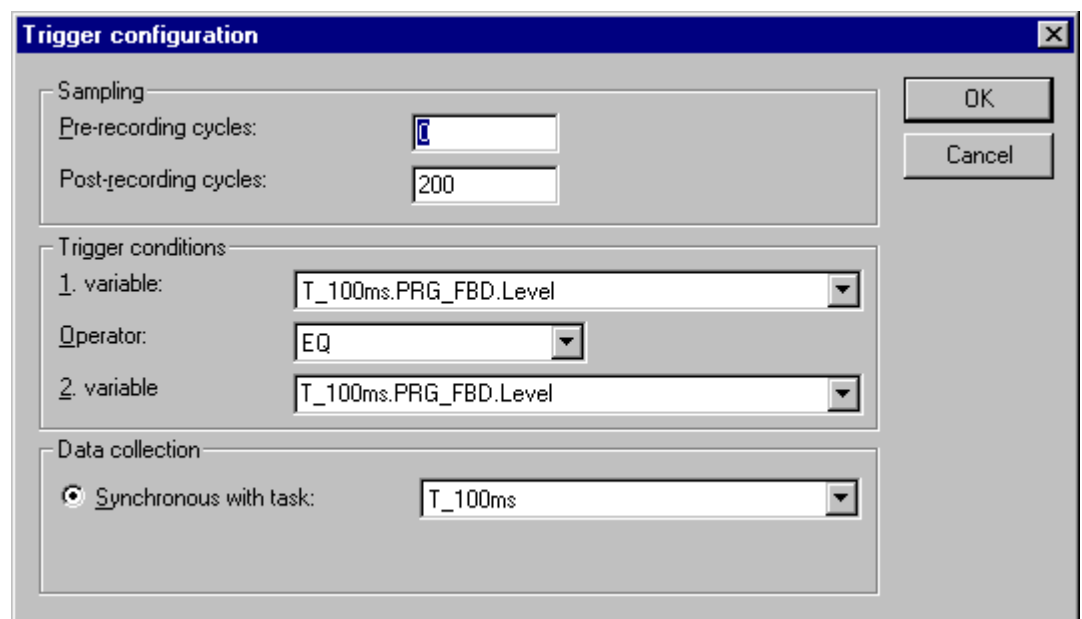 Trigger configuration
Sampling
OK
Pre-recording cycles: 0
Cancel
Post-recording cycles: 200
Trigger conditions
1. variable: T_100ms.PRG_FBD.Level
Operator: EQ
2. variable T_100ms.PRG_FBD.Level
Data collection
Synchronous with task: T_100ms